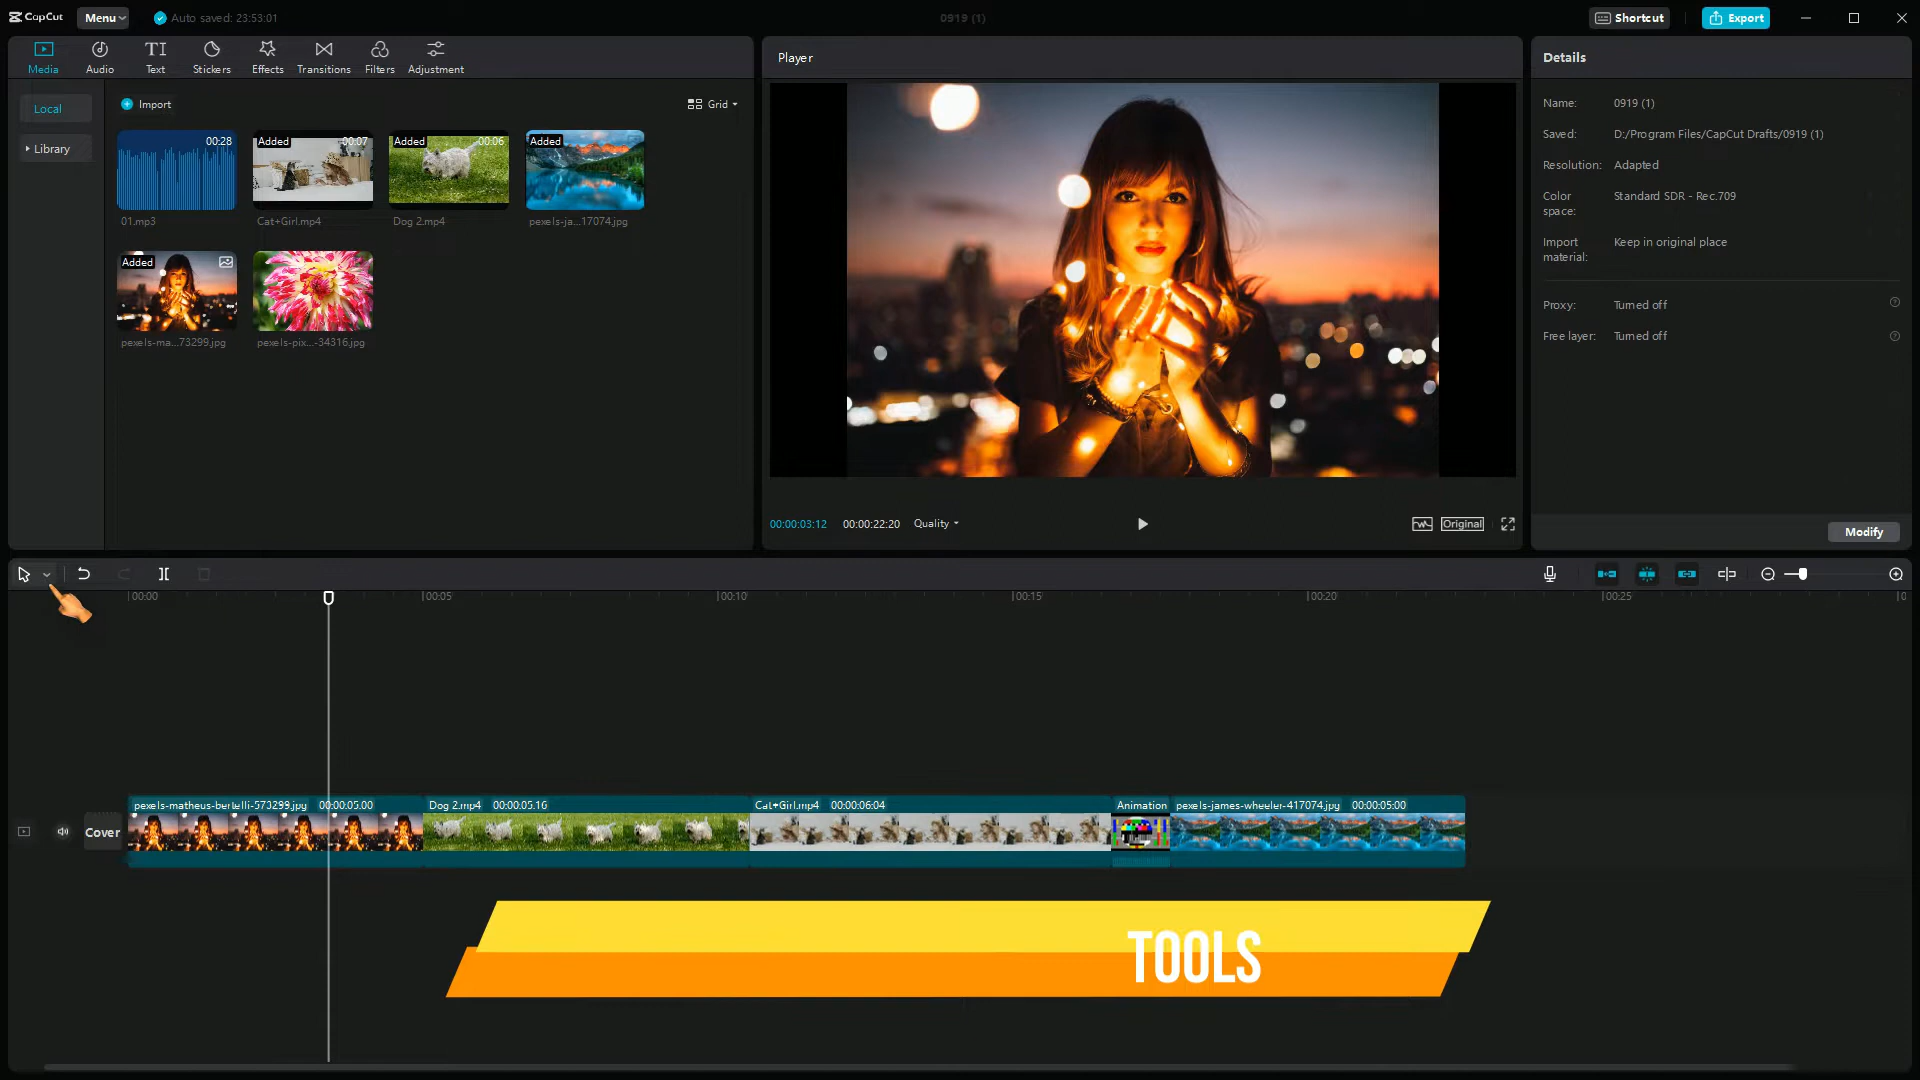 CapCut
Menu
Auto saved: 23:53:01
0919 (1)
Shortcut
Export
Media
Audio
Text
Stickers
Effects
Transitions
Filters
Adjustment
Local
Library
Import
Grid
00:28
01.mp3
Added
00:07
Cat+Girl.mp4
Added
00:06
Dog 2.mp4
Added
pexels-ja...17074.jpg
Added
pexels-ma...73299.jpg
pexels-pix...-34316.jpg
Player
00:00:03:12
00:00:22:20
Quality
Original
Details
Name: 0919 (1)
Saved: D:/Program Files/CapCut Drafts/0919 (1)
Resolution: Adapted
Color space: Standard SDR - Rec.709
Import material: Keep in original place
Proxy: Turned off
Free layer: Turned off
Modify
00:00
00:05
00:10
00:15
00:20
00:25
Cover
pexels-matheus-bertelli-573299.jpg 00:00:05:00
Dog 2.mp4 00:00:05:16
Cat+Girl.mp4 00:00:06:04
Animation
pexels-james-wheeler-417074.jpg 00:00:05:00
TOOLS